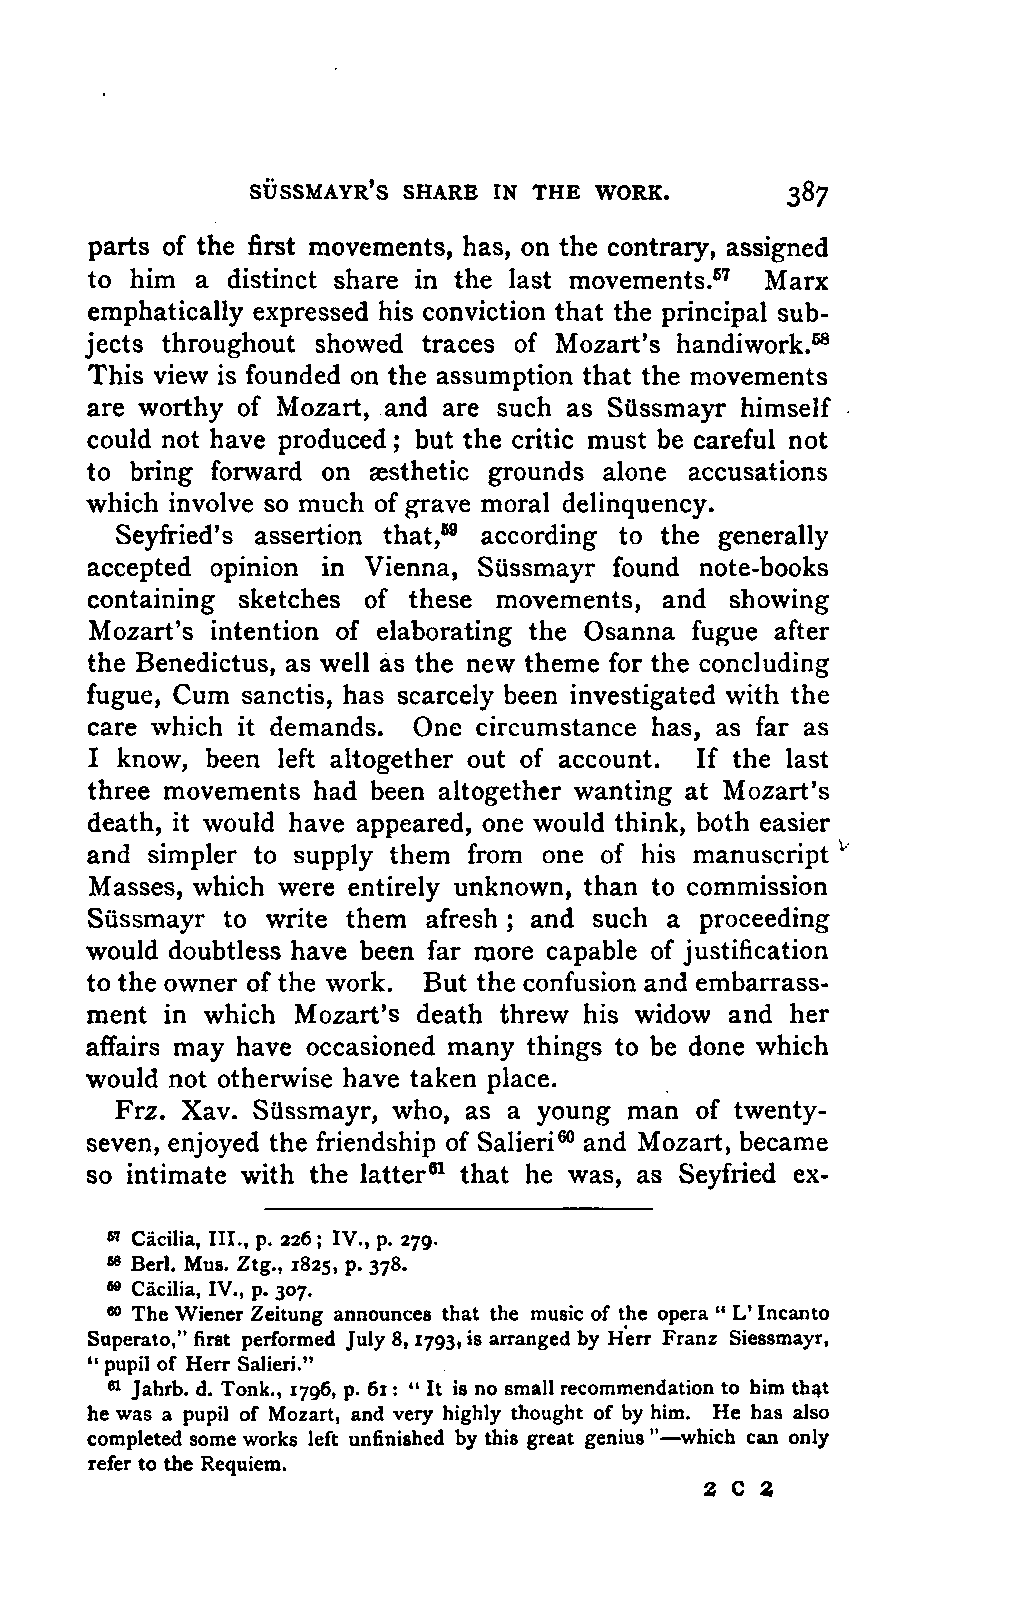 SÜSSMAYR'S SHARE IN THE WORK. 387
parts of the first movements, has, on the contrary, assigned
to him a distinct share in the last movements.⁵⁷ Marx
emphatically expressed his conviction that the principal sub-
jects throughout showed traces of Mozart's handiwork.⁵⁸
This view is founded on the assumption that the movements
are worthy of Mozart, and are such as Süssmayr himself
could not have produced; but the critic must be careful not
to bring forward on æsthetic grounds alone accusations
which involve so much of grave moral delinquency.
Seyfried's assertion that,⁵⁹ according to the generally
accepted opinion in Vienna, Süssmayr found note-books
containing sketches of these movements, and showing
Mozart's intention of elaborating the Osanna fugue after
the Benedictus, as well as the new theme for the concluding
fugue, Cum sanctis, has scarcely been investigated with the
care which it demands. One circumstance has, as far as
I know, been left altogether out of account. If the last
three movements had been altogether wanting at Mozart's
death, it would have appeared, one would think, both easier
and simpler to supply them from one of his manuscript
Masses, which were entirely unknown, than to commission
Süssmayr to write them afresh; and such a proceeding
would doubtless have been far more capable of justification
to the owner of the work. But the confusion and embarrass-
ment in which Mozart's death threw his widow and her
affairs may have occasioned many things to be done which
would not otherwise have taken place.
Frz. Xav. Süssmayr, who, as a young man of twenty-
seven, enjoyed the friendship of Salieri⁶⁰ and Mozart, became
so intimate with the latter⁶¹ that he was, as Seyfried ex-
⁵⁷ Cäcilia, III., p. 226; IV., p. 279.
⁵⁸ Berl. Mus. Ztg., 1825, p. 378.
⁵⁹ Cäcilia, IV., p. 307.
⁶⁰ The Wiener Zeitung announces that the music of the opera "L'Incanto
Superato," first performed July 8, 1793, is arranged by Herr Franz Siessmayr,
"pupil of Herr Salieri."
⁶¹ Jahrb. d. Tonk., 1796, p. 61: "It is no small recommendation to him that
he was a pupil of Mozart, and very highly thought of by him. He has also
completed some works left unfinished by this great genius"—which can only
refer to the Requiem.
2 C 2